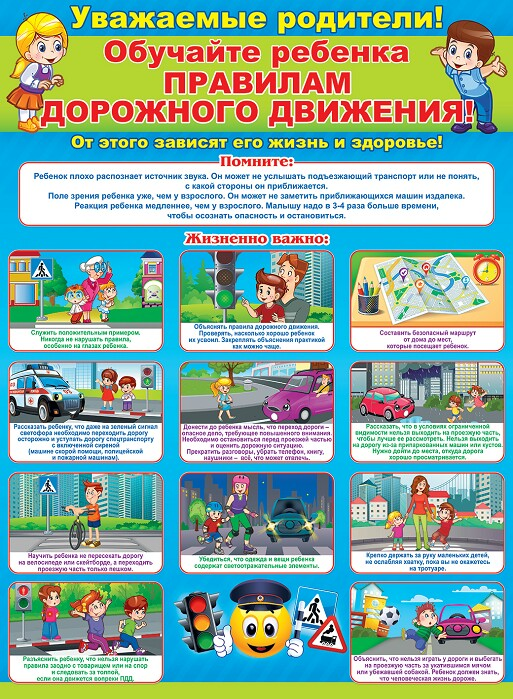 Уважаемые родители!
Обучайте ребенка
ПРАВИЛАМ
ДОРОЖНОГО ДВИЖЕНИЯ!
От этого зависят его жизнь и здоровье!
Помните:
Ребенок плохо распознает источник звука. Он может не услышать подъезжающий транспорт или не понять,
с какой стороны он приближается.
Поле зрения ребенка уже, чем у взрослого. Он может не заметить приближающихся машин издалека.
Реакция ребенка медленнее, чем у взрослого. Малышу надо в 3-4 раза больше времени,
чтобы осознать опасность и остановиться.
Жизненно важно:
Служить положительным примером.
Никогда не нарушать правила,
особенно на глазах ребенка.
Объяснять правила дорожного движения.
Проверять, насколько хорошо ребенок
их усвоил. Закреплять объяснения практикой
как можно чаще.
Составить безопасный маршрут
от дома до мест,
которые посещает ребенок.
Рассказать ребенку, что даже на зеленый сигнал
светофора необходимо переходить дорогу
осторожно и уступать дорогу спецтранспорту
с включенной сиреной
(машине скорой помощи, полицейской
и пожарной машинам).
Донести до ребенка мысль, что переход дороги –
опасное дело, требующее повышенного внимания.
Необходимо остановиться перед проезжей частью
и оценить дорожную ситуацию.
Прекратить разговоры, убрать телефон, книгу,
наушники – всё, что может отвлечь.
Рассказать, что в условиях ограниченной
видимости нельзя выходить на проезжую часть,
чтобы лучше ее рассмотреть. Нельзя выходить
на дорогу из-за припаркованных машин или кустов.
Нужно дойти до места, откуда дорога
хорошо просматривается.
Научить ребенка не пересекать дорогу
на велосипеде или скейтборде, а переходить
проезжую часть только пешком.
Убедиться, что одежда и вещи ребенка
содержат светоотражательные элементы.
Крепко держать за руку маленьких детей,
не ослабляя хватку, пока вы не окажетесь
на тротуаре.
Разъяснить ребенку, что нельзя нарушать
правила заодно с товарищем или на спор
и следовать за толпой,
если она движется вопреки ПДД.
Объяснить, что нельзя играть у дороги и выбегать
на проезжую часть за укатившимся мячом
или убежавшей собакой. Ребенок должен знать,
что человеческая жизнь дороже.